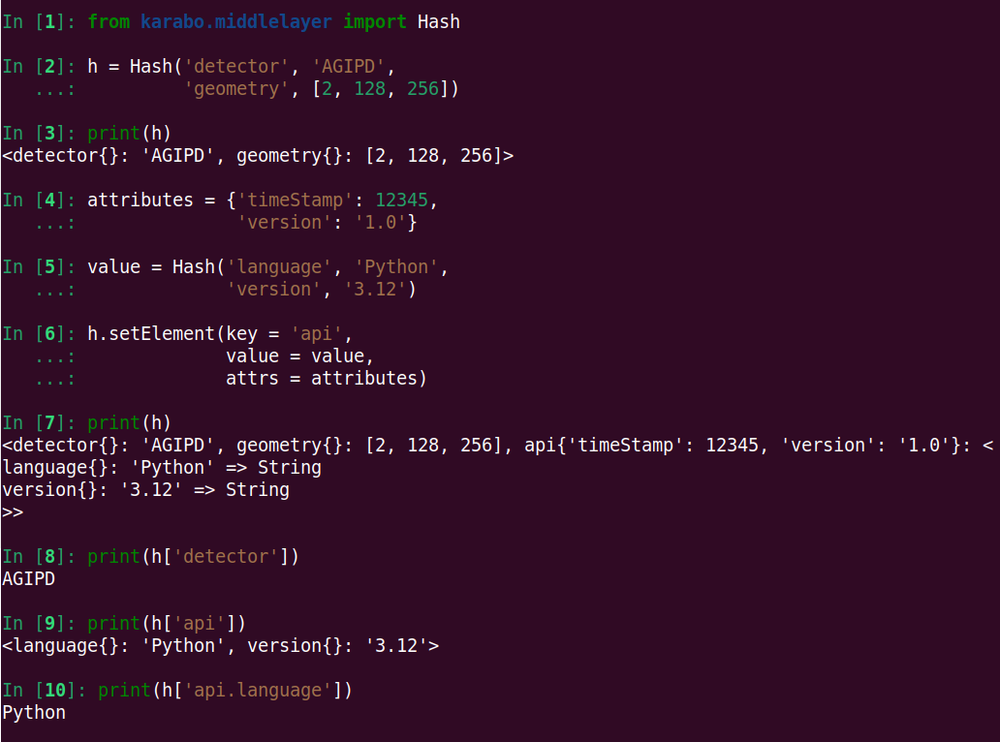 In [1]: from karabo.middlelayer import Hash
In [2]: h = Hash('detector', 'AGIPD',
   ...:          'geometry', [2, 128, 256])
In [3]: print(h)
<detector{}: 'AGIPD', geometry{}: [2, 128, 256]>
In [4]: attributes = {'timeStamp': 12345,
   ...:               'version': '1.0'}
In [5]: value = Hash('language', 'Python',
   ...:              'version', '3.12')
In [6]: h.setElement(key = 'api',
   ...:              value = value,
   ...:              attrs = attributes)
In [7]: print(h)
<detector{}: 'AGIPD', geometry{}: [2, 128, 256], api{'timeStamp': 12345, 'version': '1.0'}: <
language{}: 'Python' => String
version{}: '3.12' => String
>>
In [8]: print(h['detector'])
AGIPD
In [9]: print(h['api'])
<language{}: 'Python', version{}: '3.12'>
In [10]: print(h['api.language'])
Python